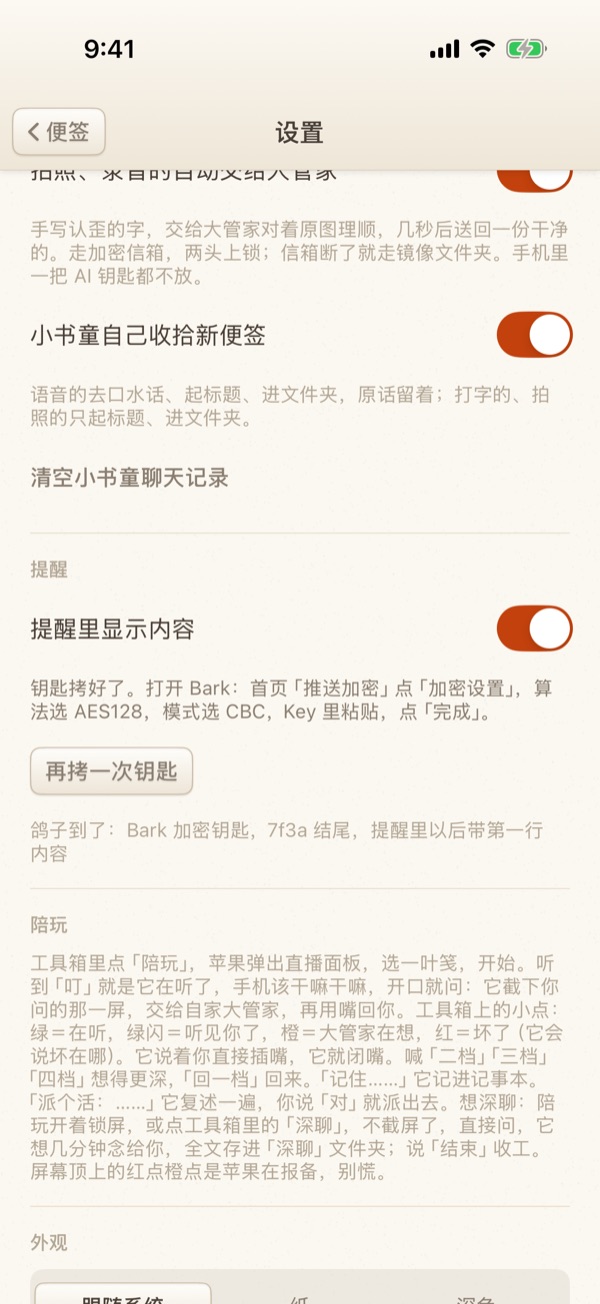 9:41
便签
设置
拍照、录音的自动交给大管家
手写认歪的字，交给大管家对着原图理顺，几秒后送回一份干净
的。走加密信箱，两头上锁；信箱断了就走镜像文件夹。手机里
一把 AI 钥匙都不放。
小书童自己收拾新便签
语音的去口水话、起标题、进文件夹，原话留着；打字的、拍
照的只起标题、进文件夹。
清空小书童聊天记录
提醒
提醒里显示内容
钥匙拷好了。打开 Bark：首页「推送加密」点「加密设置」，算
法选 AES128，模式选 CBC，Key 里粘贴，点「完成」。
再拷一次钥匙
鸽子到了：Bark 加密钥匙，7f3a 结尾，提醒里以后带第一行
内容
陪玩
工具箱里点「陪玩」，苹果弹出直播面板，选一叶笺，开始。听
到「叮」就是它在听了，手机该干嘛干嘛，开口就问：它截下你
问的那一屏，交给自家大管家，再用嘴回你。工具箱上的小点：
绿＝在听，绿闪＝听见你了，橙＝大管家在想，红＝坏了（它会
说坏在哪）。它说着你直接插嘴，它就闭嘴。喊「二档」「三档」
「四档」想得更深，「回一档」回来。「记住……」它记进记事本。
「派个活：……」它复述一遍，你说「对」就派出去。想深聊：陪
玩开着锁屏，或点工具箱里的「深聊」，不截屏了，直接问，它
想几分钟念给你，全文存进「深聊」文件夹；说「结束」收工。
屏幕顶上的红点橙点是苹果在报备，别慌。
外观
跟随系统
纸
深色